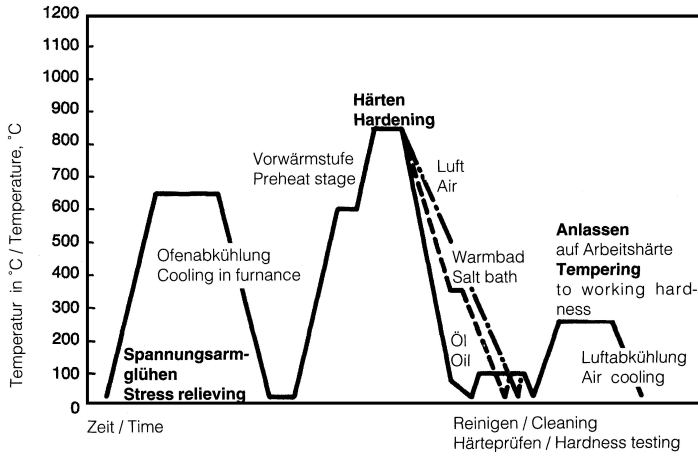 Temperatur in °C / Temperature, °C
1200
1100
1000
900
800
700
600
500
400
300
200
100
0
Härten
Hardening
Vorwärmstufe
Preheat stage
Luft
Air
Ofenabkühlung
Cooling in furnance
Warmbad
Salt bath
Anlassen
auf Arbeitshärte
Tempering
to working hard-
ness
Öl
Oil
Spannungsarm-
glühen
Stress relieving
Luftabkühlung
Air cooling
Zeit / Time
Reinigen / Cleaning
Härteprüfen / Hardness testing